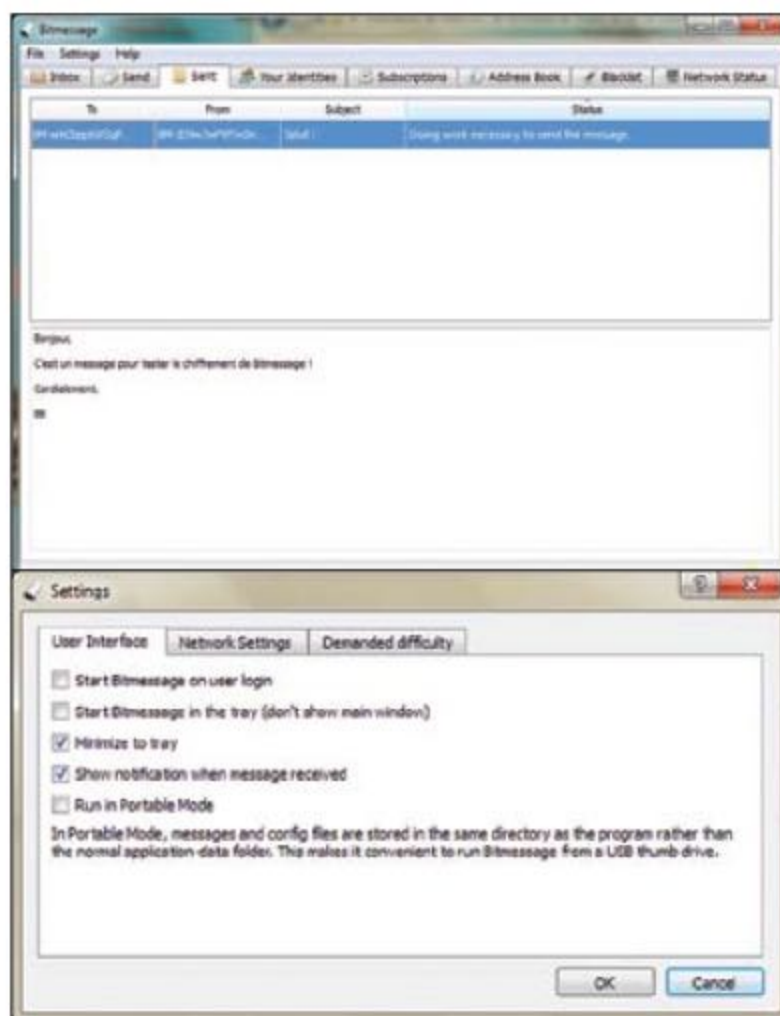 Bitmessage
File Settings Help
Inbox Send Sent Your Identities Subscriptions Address Book Blacklist Network Status
To From Subject Status
Doing work necessary to send the message.
Bonjour,
C'est un message pour tester le chiffrement de Bitmessage !
Cordialement,
Settings
User Interface Network Settings Demanded difficulty
Start Bitmessage on user login
Start Bitmessage in the tray (don't show main window)
Minimize to tray
Show notification when message received
Run in Portable Mode
In Portable Mode, messages and config files are stored in the same directory as the program rather than
the normal application-data folder. This makes it convenient to run Bitmessage from a USB thumb drive.
OK Cancel